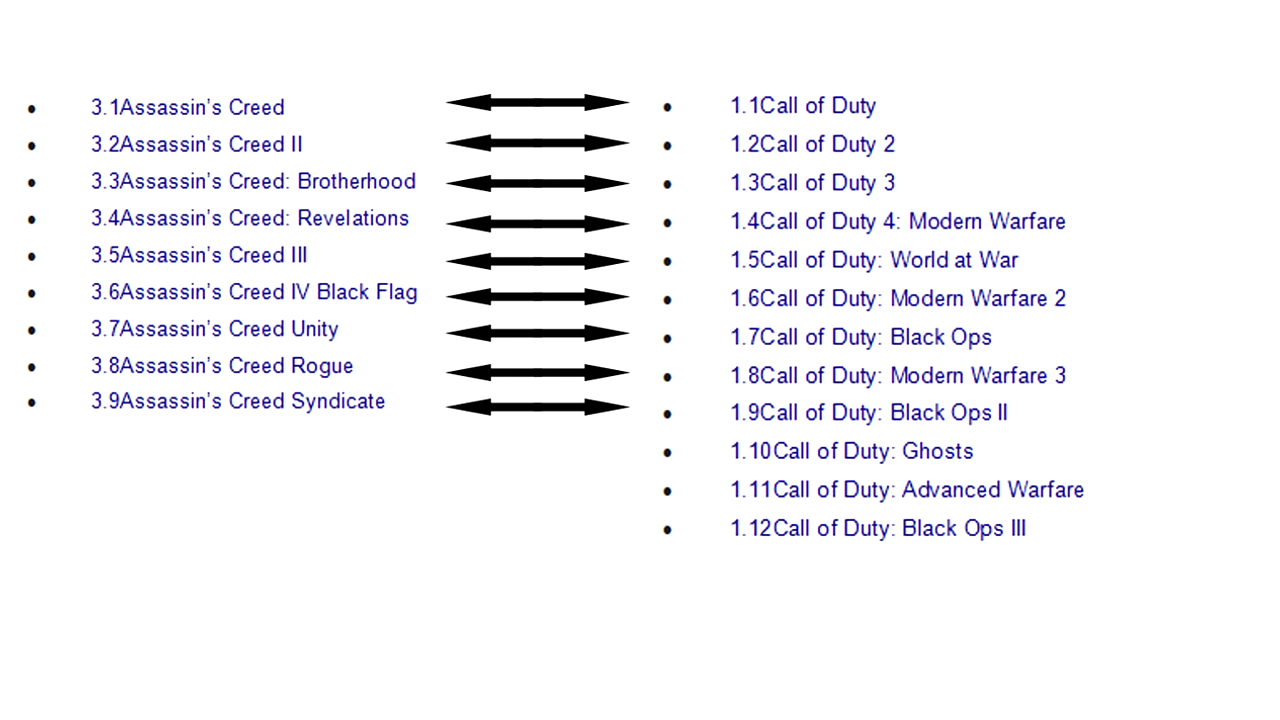 3.1Assassin's Creed
3.2Assassin's Creed II
3.3Assassin's Creed: Brotherhood
3.4Assassin's Creed: Revelations
3.5Assassin's Creed III
3.6Assassin's Creed IV Black Flag
3.7Assassin's Creed Unity
3.8Assassin's Creed Rogue
3.9Assassin's Creed Syndicate
1.1Call of Duty
1.2Call of Duty 2
1.3Call of Duty 3
1.4Call of Duty 4: Modern Warfare
1.5Call of Duty: World at War
1.6Call of Duty: Modern Warfare 2
1.7Call of Duty: Black Ops
1.8Call of Duty: Modern Warfare 3
1.9Call of Duty: Black Ops II
1.10Call of Duty: Ghosts
1.11Call of Duty: Advanced Warfare
1.12Call of Duty: Black Ops III